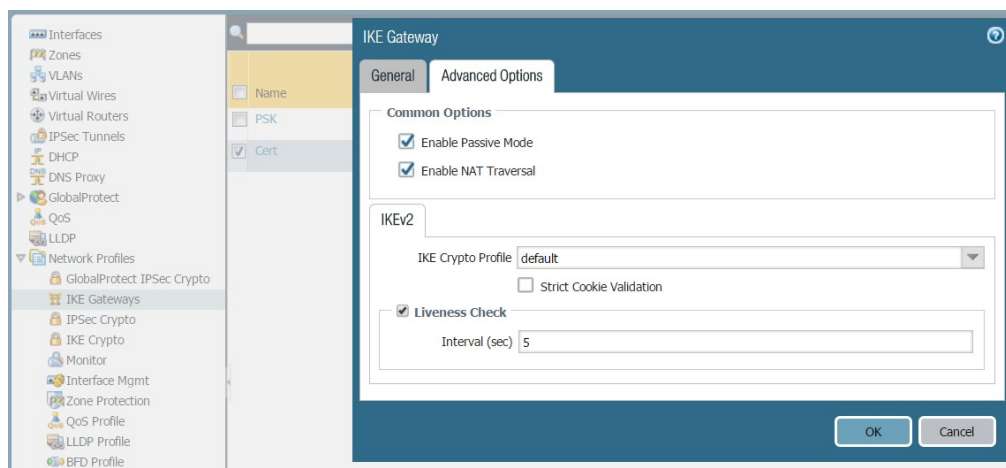 Interfaces
Zones
VLANs
Virtual Wires
Virtual Routers
IPSec Tunnels
DHCP
DNS Proxy
GlobalProtect
QoS
LLDP
Network Profiles
GlobalProtect IPSec Crypto
IKE Gateways
IPSec Crypto
IKE Crypto
Monitor
Interface Mgmt
Zone Protection
QoS Profile
LLDP Profile
BFD Profile
Name
PSK
Cert
IKE Gateway
General
Advanced Options
Common Options
Enable Passive Mode
Enable NAT Traversal
IKEv2
IKE Crypto Profile default
Strict Cookie Validation
Liveness Check
Interval (sec) 5
OK
Cancel